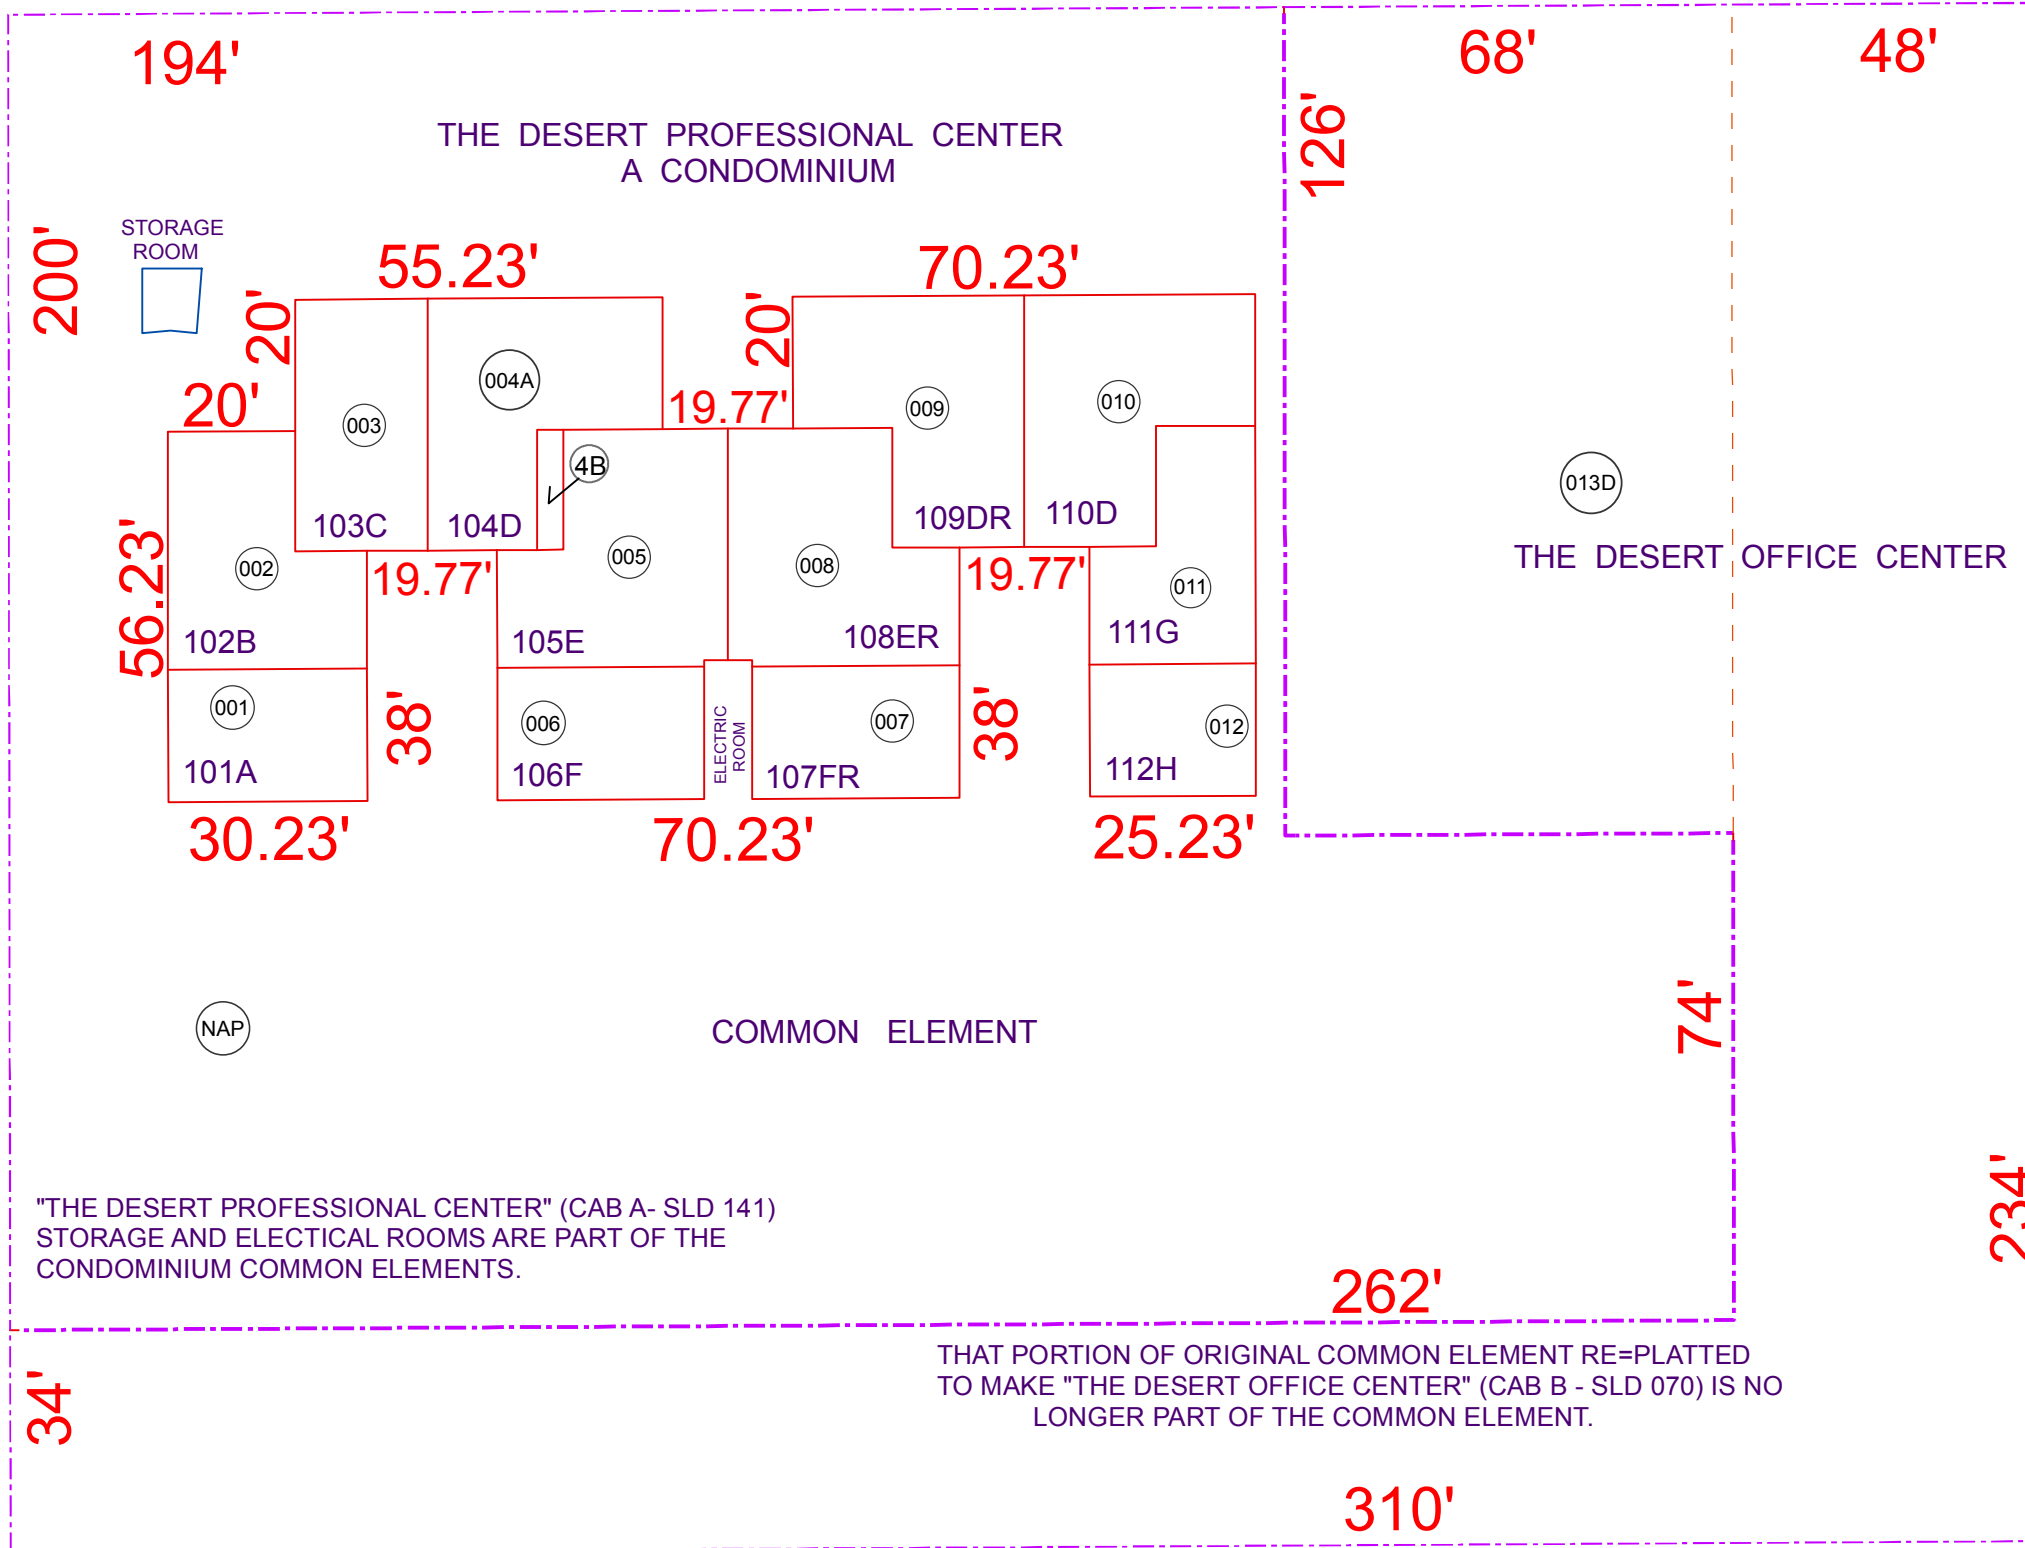 194'
68'
48'
126'
THE DESERT PROFESSIONAL CENTER
A CONDOMINIUM
STORAGE
ROOM
200'
55.23'
70.23'
20'
20'
20'
19.77'
004A
003
009
010
4B
013D
103C
104D
109DR
110D
56.23'
002
19.77'
005
008
19.77'
011
THE DESERT OFFICE CENTER
102B
105E
108ER
111G
001
38'
006
ELECTRIC
ROOM
007
38'
012
101A
106F
107FR
112H
30.23'
70.23'
25.23'
NAP
COMMON ELEMENT
74'
"THE DESERT PROFESSIONAL CENTER" (CAB A- SLD 141)
STORAGE AND ELECTICAL ROOMS ARE PART OF THE
CONDOMINIUM COMMON ELEMENTS.
234'
262'
34'
THAT PORTION OF ORIGINAL COMMON ELEMENT RE=PLATTED
TO MAKE "THE DESERT OFFICE CENTER" (CAB B - SLD 070) IS NO
LONGER PART OF THE COMMON ELEMENT.
310'